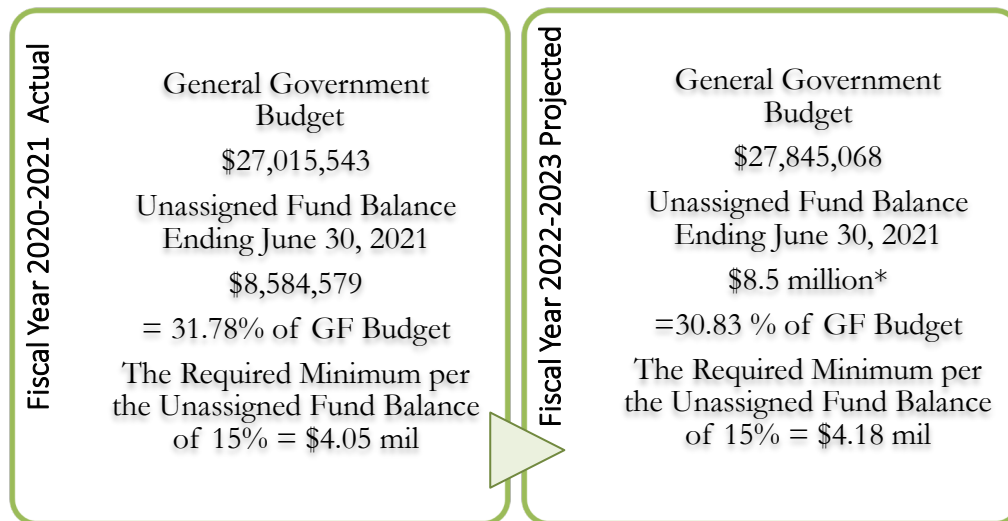 Fiscal Year 2020-2021 Actual
General Government
Budget
$27,015,543
Unassigned Fund Balance
Ending June 30, 2021
$8,584,579
= 31.78% of GF Budget
The Required Minimum per
the Unassigned Fund Balance
of 15% = $4.05 mil
Fiscal Year 2022-2023 Projected
General Government
Budget
$27,845,068
Unassigned Fund Balance
Ending June 30, 2021
$8.5 million*
=30.83 % of GF Budget
The Required Minimum per
the Unassigned Fund Balance
of 15% = $4.18 mil